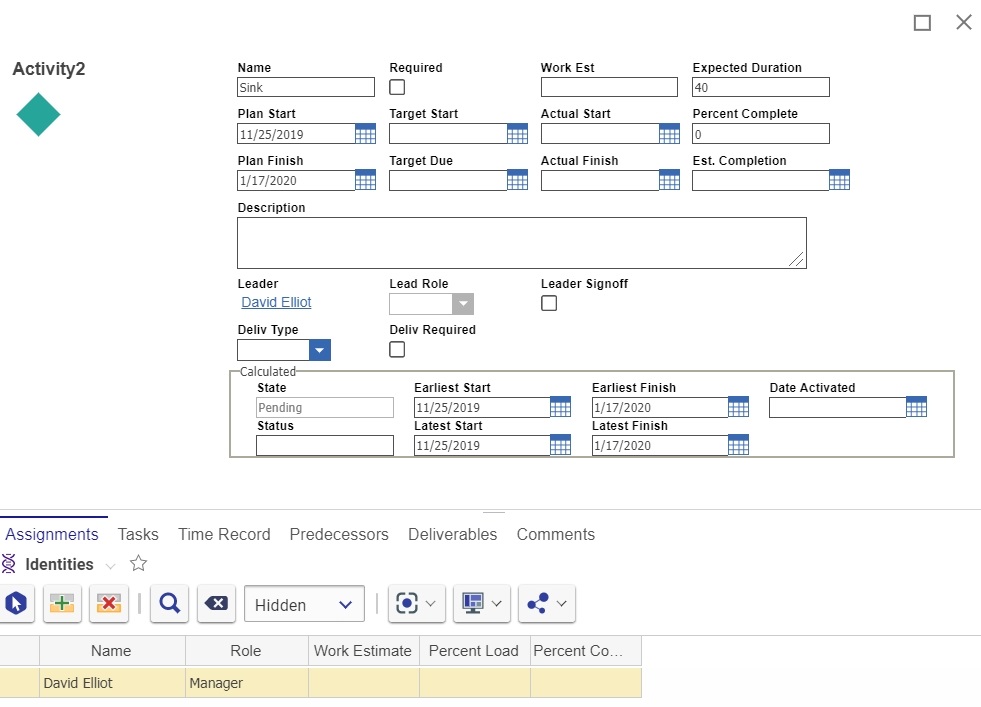 Activity2
Name Required Work Est Expected Duration
Sink 40
Plan Start Target Start Actual Start Percent Complete
11/25/2019 0
Plan Finish Target Due Actual Finish Est. Completion
1/17/2020
Description
Leader Lead Role Leader Signoff
David Elliot
Deliv Type Deliv Required
Calculated
State Earliest Start Earliest Finish Date Activated
Pending 11/25/2019 1/17/2020
Status Latest Start Latest Finish
11/25/2019 1/17/2020
Assignments Tasks Time Record Predecessors Deliverables Comments
Identities
Hidden
Name Role Work Estimate Percent Load Percent Co...
David Elliot Manager